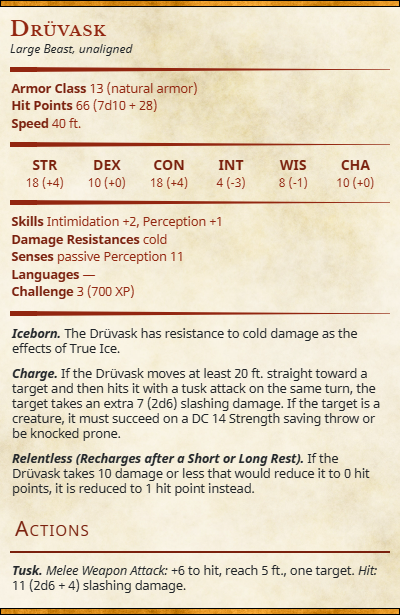 Drüvask
Large Beast, unaligned
Armor Class 13 (natural armor)
Hit Points 66 (7d10 + 28)
Speed 40 ft.
STR DEX CON INT WIS CHA
18 (+4) 10 (+0) 18 (+4) 4 (-3) 8 (-1) 10 (+0)
Skills Intimidation +2, Perception +1
Damage Resistances cold
Senses passive Perception 11
Languages —
Challenge 3 (700 XP)
Iceborn. The Drüvask has resistance to cold damage as the
effects of True Ice.
Charge. If the Drüvask moves at least 20 ft. straight toward a
target and then hits it with a tusk attack on the same turn, the
target takes an extra 7 (2d6) slashing damage. If the target is a
creature, it must succeed on a DC 14 Strength saving throw or
be knocked prone.
Relentless (Recharges after a Short or Long Rest). If the
Drüvask takes 10 damage or less that would reduce it to 0 hit
points, it is reduced to 1 hit point instead.
Actions
Tusk. Melee Weapon Attack: +6 to hit, reach 5 ft., one target. Hit:
11 (2d6 + 4) slashing damage.